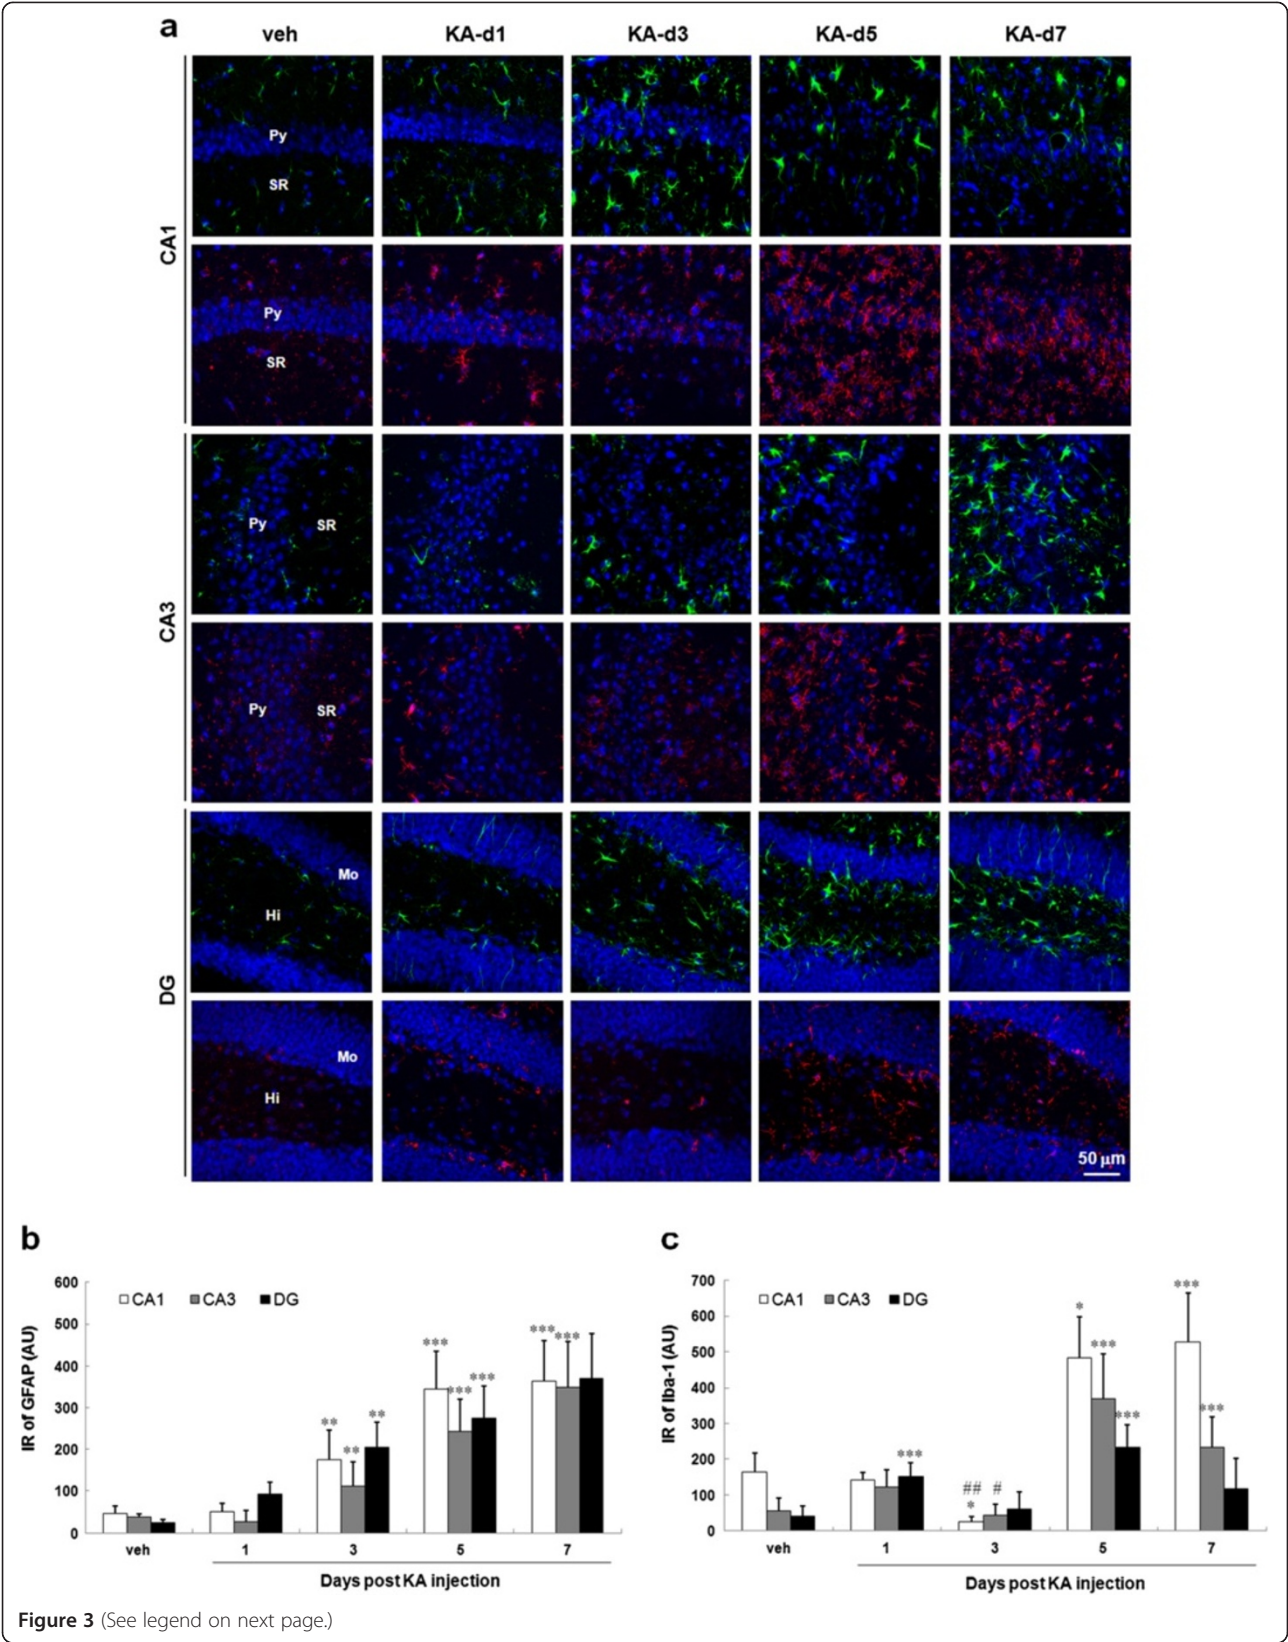 a
veh KA-d1 KA-d3 KA-d5 KA-d7
CA1
Py
SR
Py
SR
CA3
Py SR
Py SR
DG
Mo
Hi
Mo
Hi
50 μm
b
IR of GFAP (AU)
600
500
400
300
200
100
0
CA1 CA3 DG
** ** **
*** *** ***
*** ***
veh 1 3 5 7
Days post KA injection
c
IR of Iba-1 (AU)
700
600
500
400
300
200
100
0
CA1 CA3 DG
***
## #
*
* *** ***
*** ***
veh 1 3 5 7
Days post KA injection
Figure 3 (See legend on next page.)